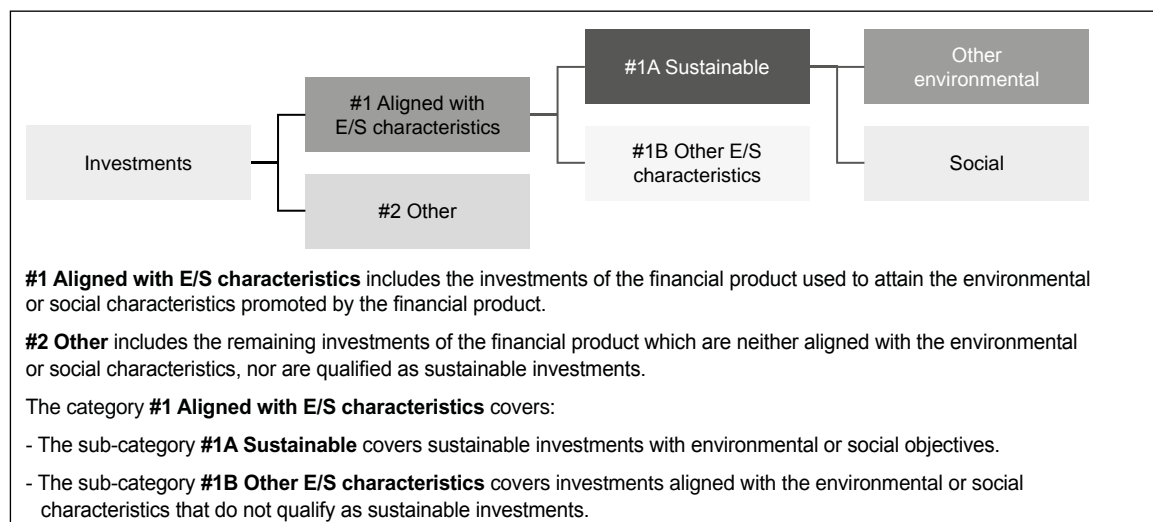 Investments
#1 Aligned with
E/S characteristics
#2 Other
#1A Sustainable
#1B Other E/S
characteristics
Other
environmental
Social
#1 Aligned with E/S characteristics includes the investments of the financial product used to attain the environmental
or social characteristics promoted by the financial product.
#2 Other includes the remaining investments of the financial product which are neither aligned with the environmental
or social characteristics, nor are qualified as sustainable investments.
The category #1 Aligned with E/S characteristics covers:
- The sub-category #1A Sustainable covers sustainable investments with environmental or social objectives.
- The sub-category #1B Other E/S characteristics covers investments aligned with the environmental or social
characteristics that do not qualify as sustainable investments.